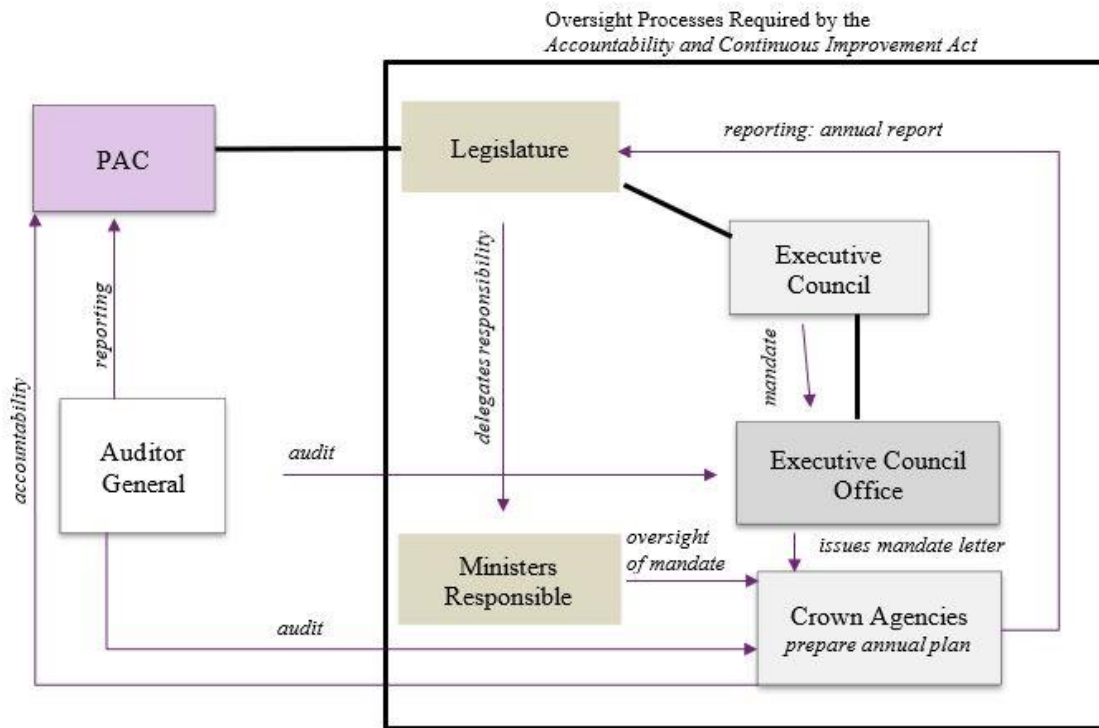 Oversight Processes Required by the
Accountability and Continuous Improvement Act
PAC
Legislature
reporting: annual report
Executive
Council
reporting
delegates responsibility
mandate
accountability
Auditor
General
audit
Executive Council
Office
oversight
of mandate
issues mandate letter
Ministers
Responsible
Crown Agencies
prepare annual plan
audit